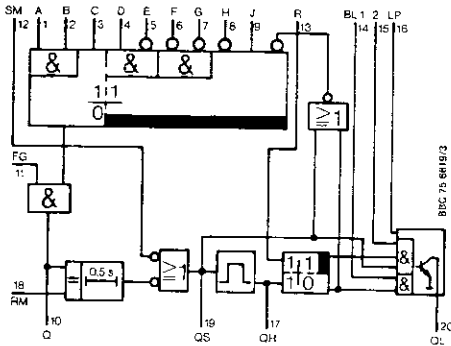 SM A B C D E F G H J R BL 1 2 LP
12 1 2 3 4 5 6 7 8 9 13 14 15 16
& & &
1 1
0
≥1
FG
11
&
BBC 75 6819/3
= 0,5 s
≥1
1 1
1 0
&
&
18
RM
10
Q
19
QS
17
QR
20
QL